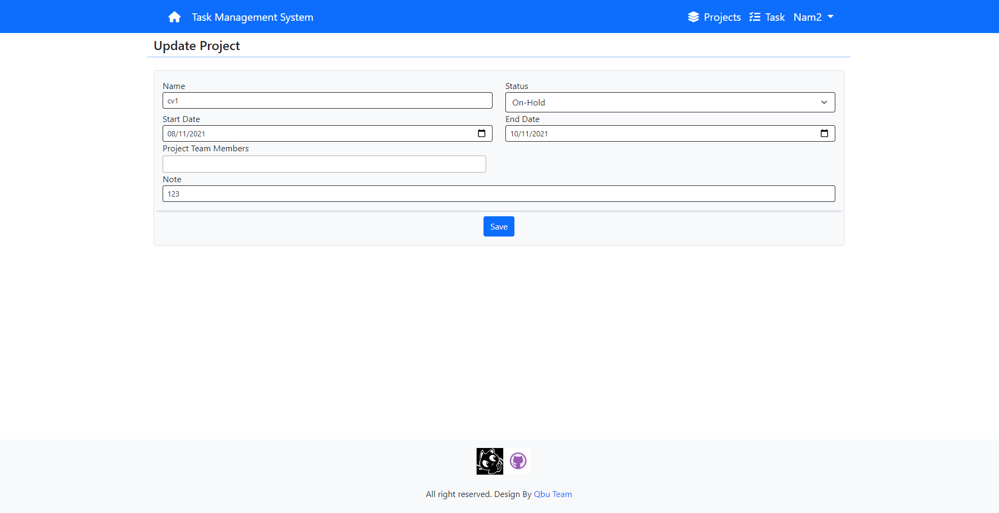 Task Management System
Projects
Task
Nam2
Update Project
Name
Status
cv1
On-Hold
Start Date
End Date
08/11/2021
10/11/2021
Project Team Members
Note
123
Save
All right reserved. Design By Qbu Team